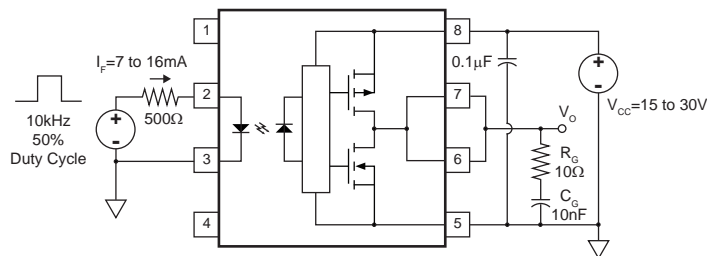 1
8
I_F=7 to 16mA
0.1μF
2
7
V_O
V_CC=15 to 30V
10kHz
50%
Duty Cycle
500Ω
3
6
R_G
10Ω
C_G
10nF
4
5